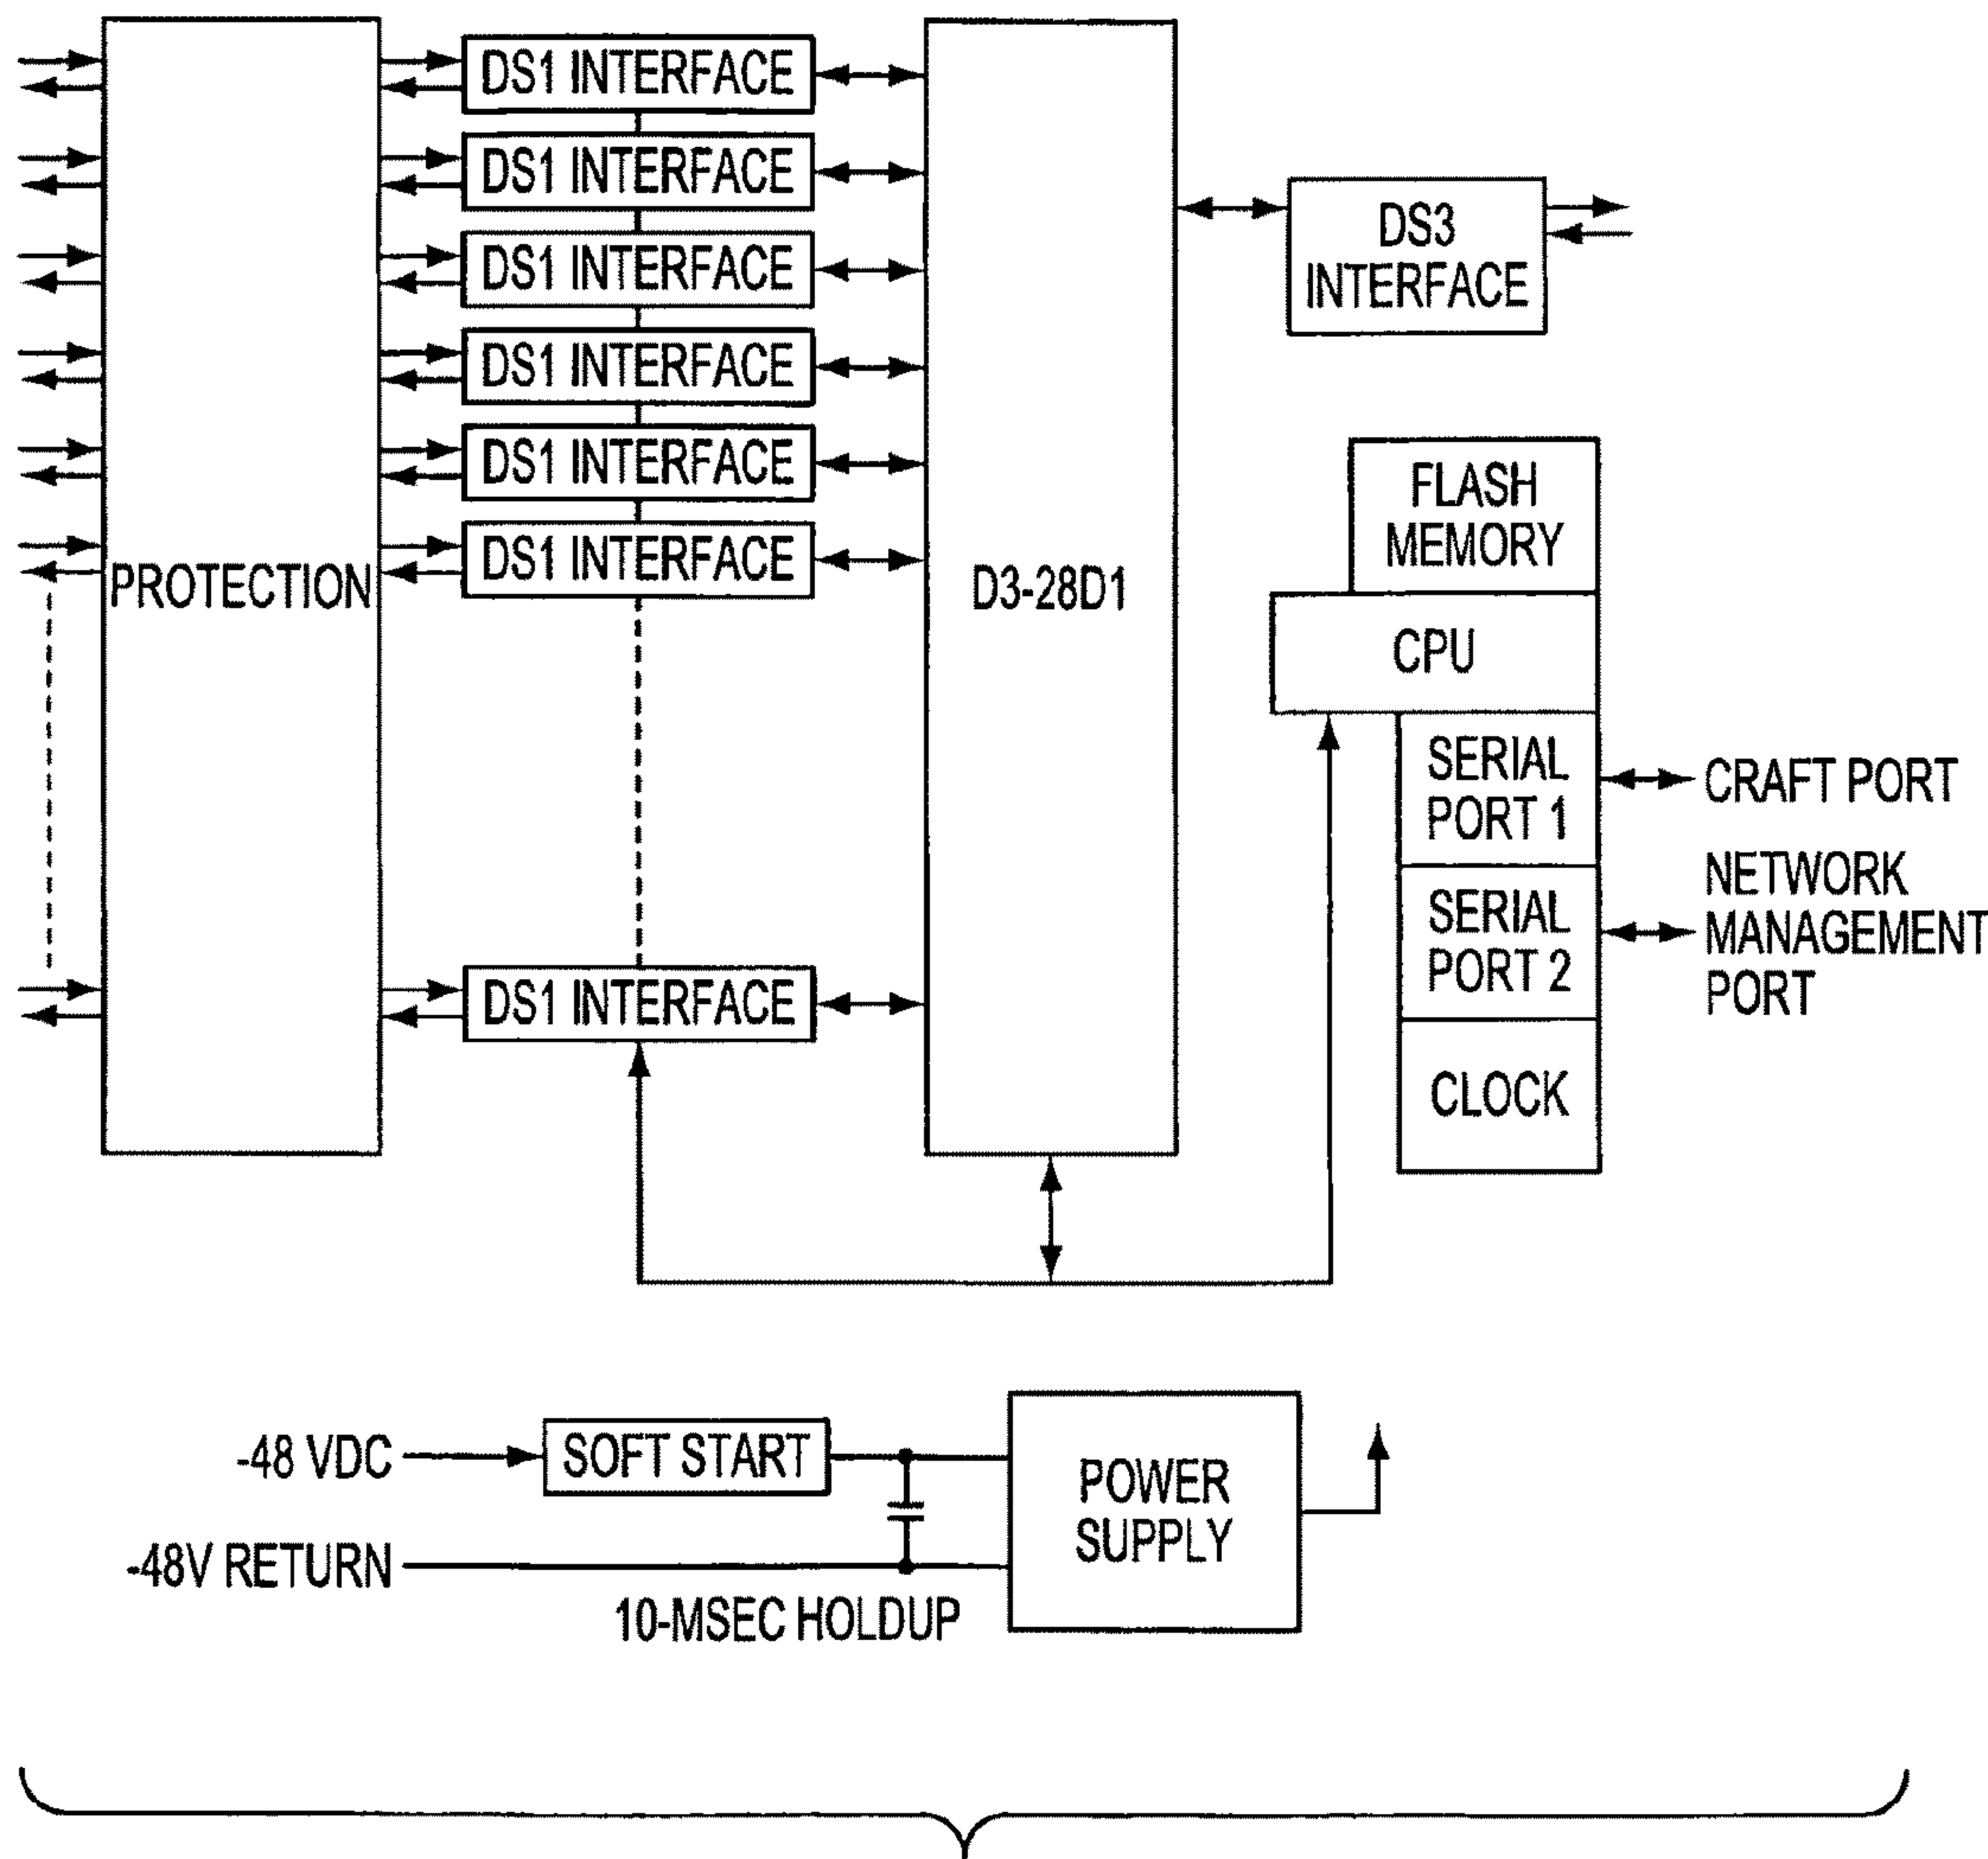 DS1 INTERFACE
DS1 INTERFACE
DS1 INTERFACE
DS1 INTERFACE
DS1 INTERFACE
DS1 INTERFACE
DS1 INTERFACE
PROTECTION
D3-28D1
DS3
INTERFACE
FLASH
MEMORY
CPU
SERIAL
PORT 1
CRAFT PORT
SERIAL
PORT 2
NETWORK
MANAGEMENT
PORT
CLOCK
-48 VDC
SOFT START
POWER
SUPPLY
-48V RETURN
10-MSEC HOLDUP